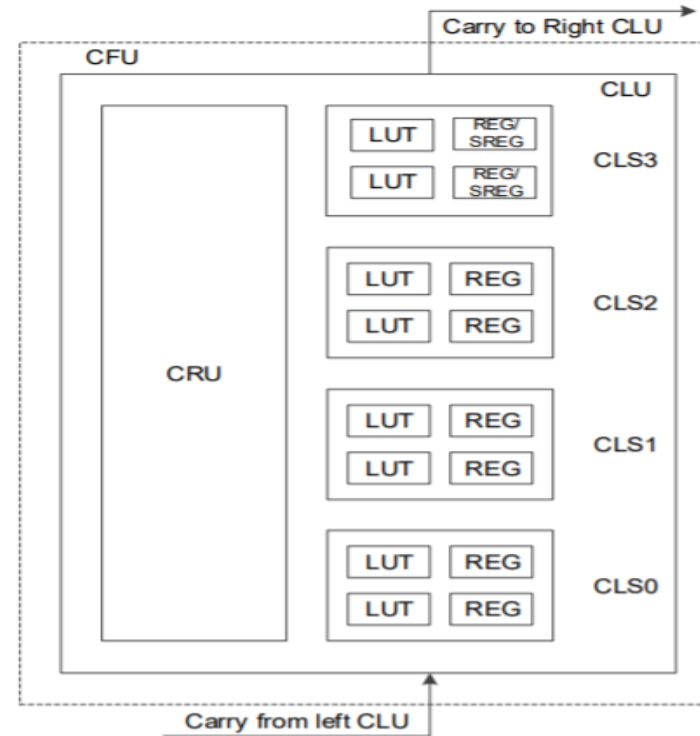 Carry to Right CLU
CFU
CLU
LUT
REG/
SREG
CLS3
LUT
REG/
SREG
LUT
REG
CLS2
LUT
REG
CRU
LUT
REG
CLS1
LUT
REG
LUT
REG
CLS0
LUT
REG
Carry from left CLU